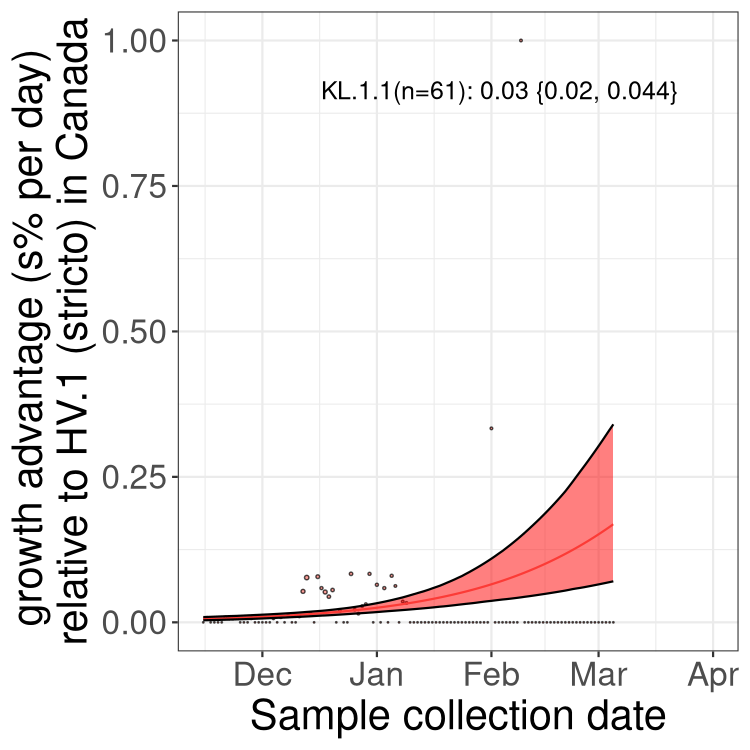 growth advantage (s% per day)
relative to HV.1 (stricto) in Canada
1.00
0.75
0.50
0.25
0.00
KL.1.1(n=61): 0.03 {0.02, 0.044}
Dec Jan Feb Mar Apr
Sample collection date